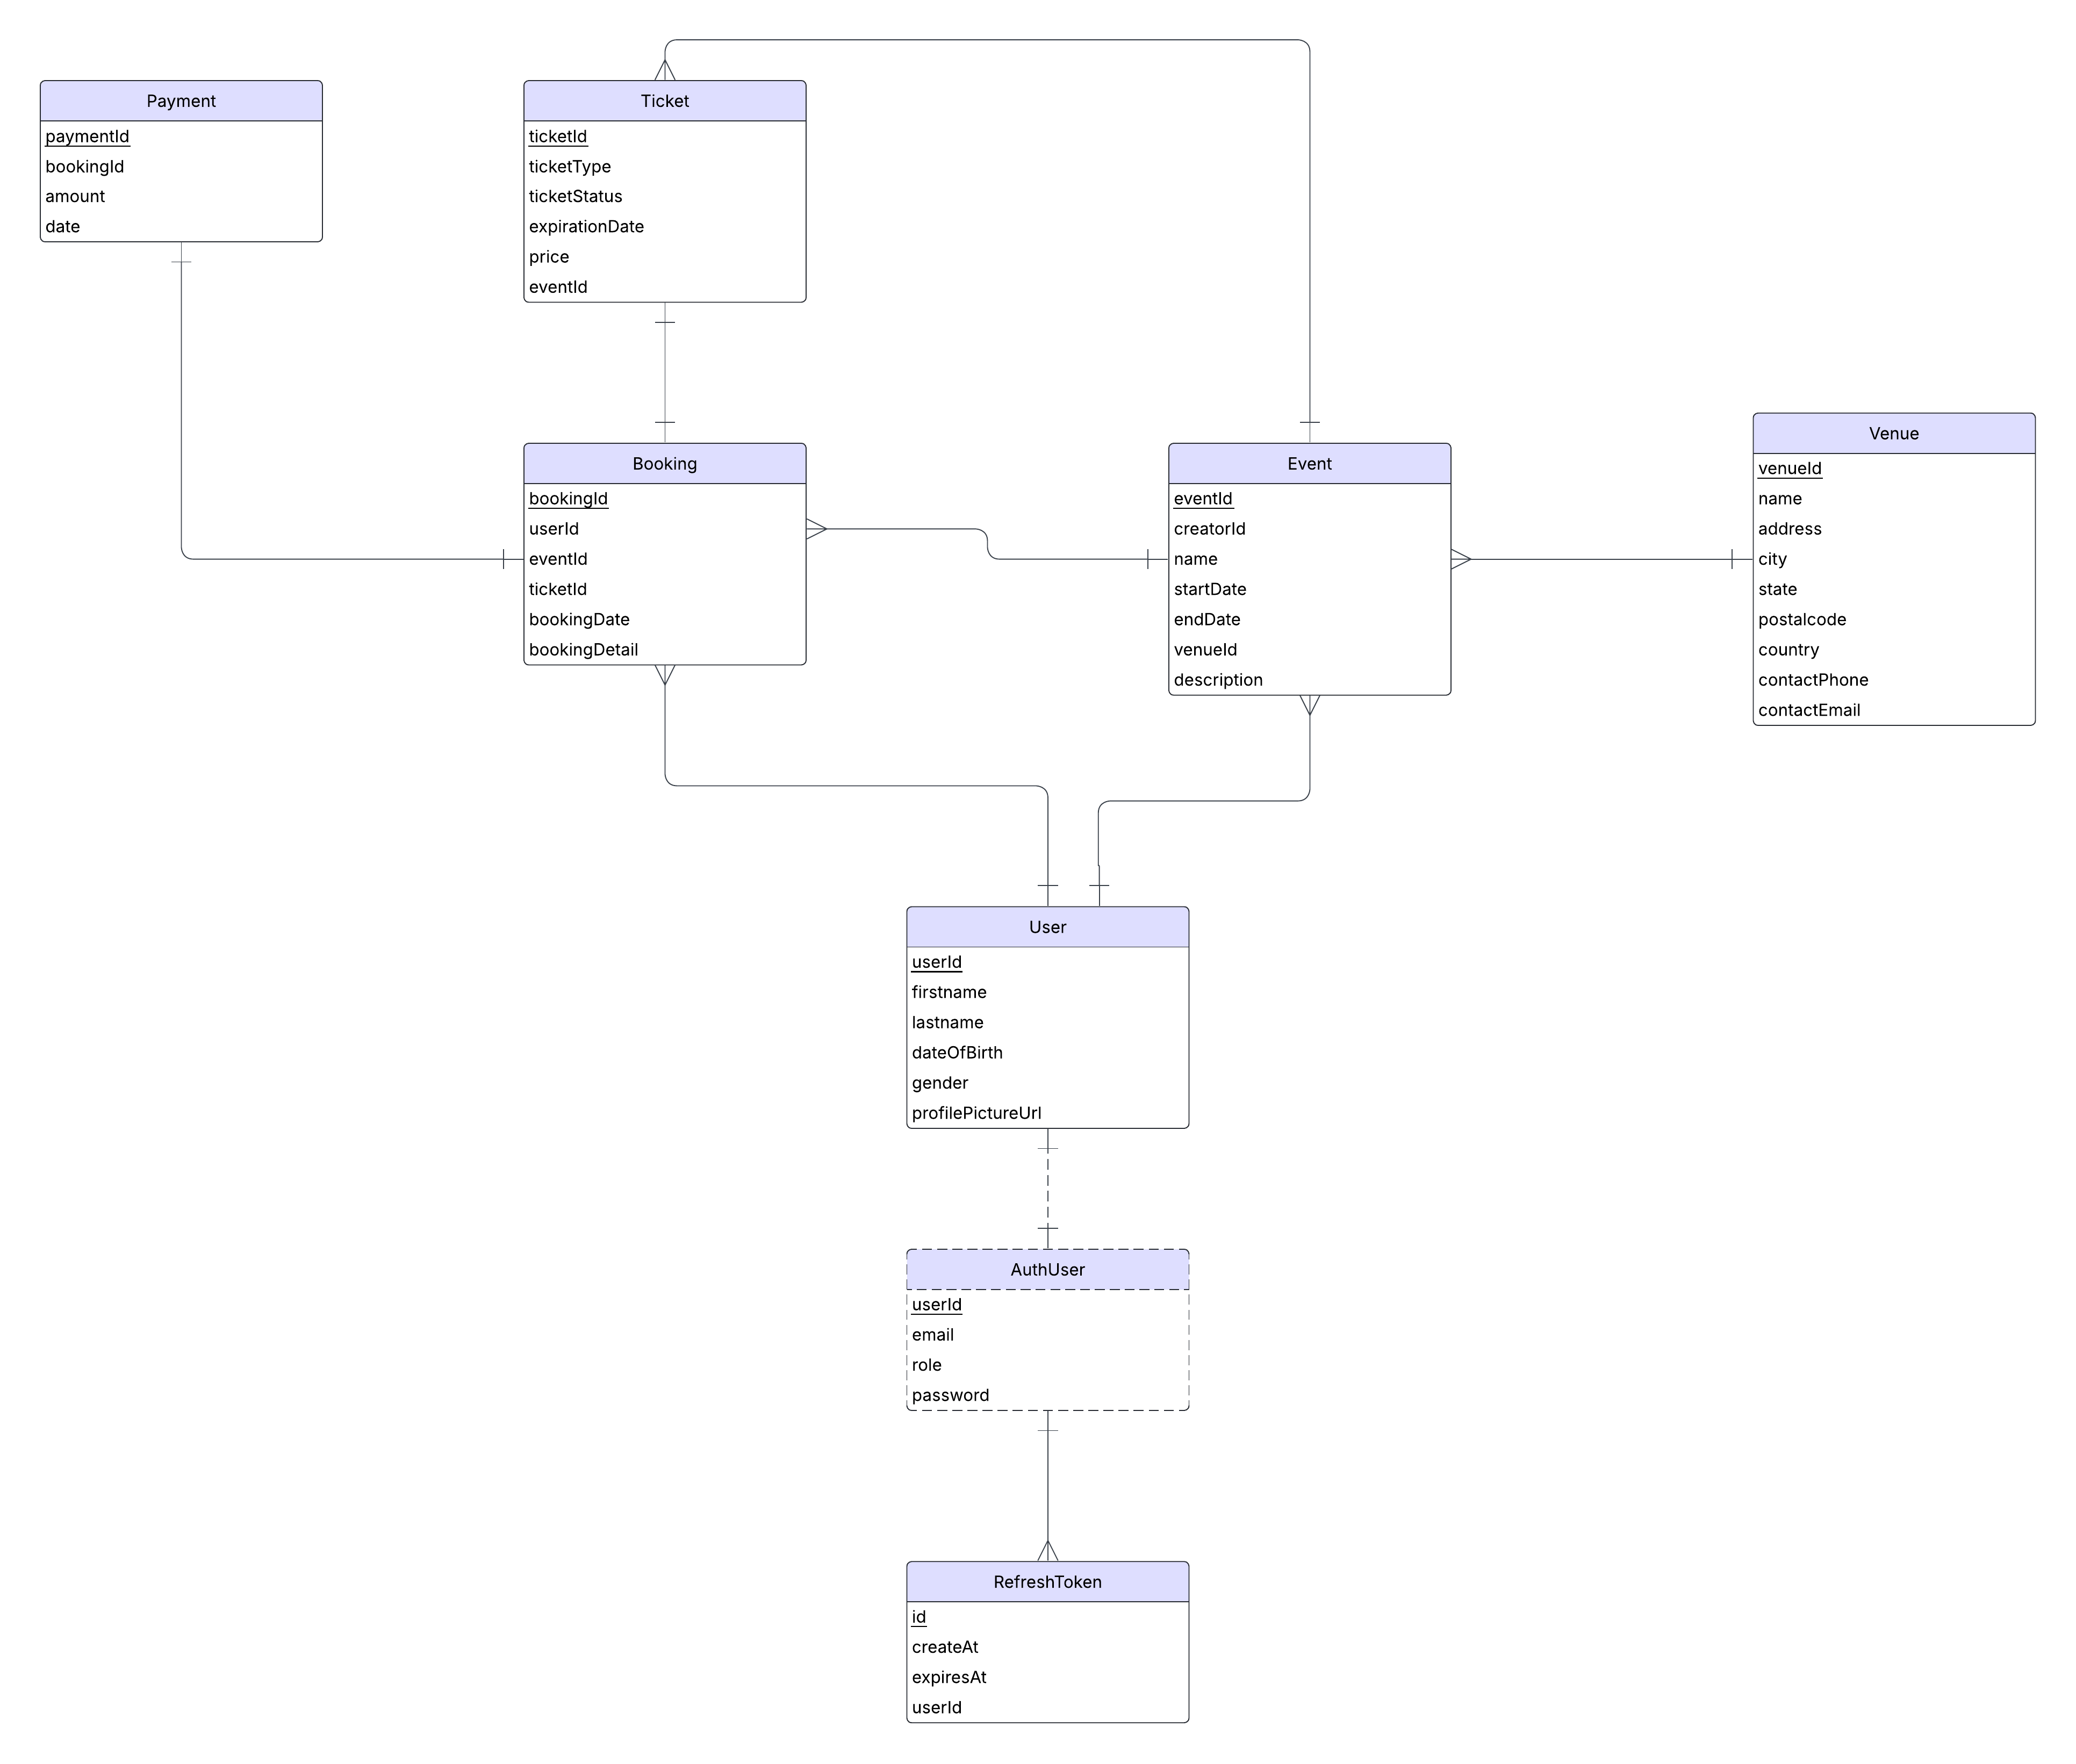 Payment
paymentId
bookingId
amount
date
Ticket
ticketId
ticketType
ticketStatus
expirationDate
price
eventId
Booking
bookingId
userId
eventId
ticketId
bookingDate
bookingDetail
Event
eventId
creatorId
name
startDate
endDate
venueId
description
Venue
venueId
name
address
city
state
postalcode
country
contactPhone
contactEmail
User
userId
firstname
lastname
dateOfBirth
gender
profilePictureUrl
AuthUser
userId
email
role
password
RefreshToken
id
createAt
expiresAt
userId